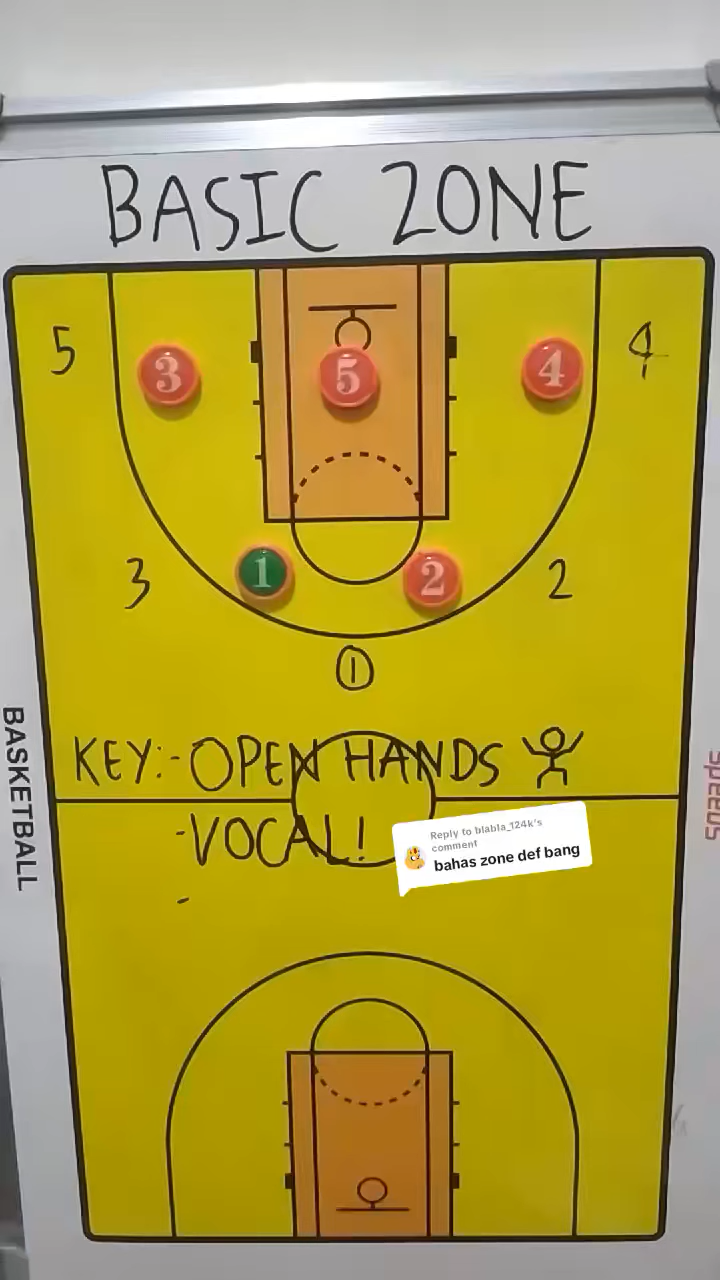 BASIC ZONE
5
3
5
4
4
3
1
2
2
1
KEY:- OPEN HANDS
- VOCAL!
-
Reply to blabla_124k's
comment
bahas zone def bang
BASKETBALL
speeds